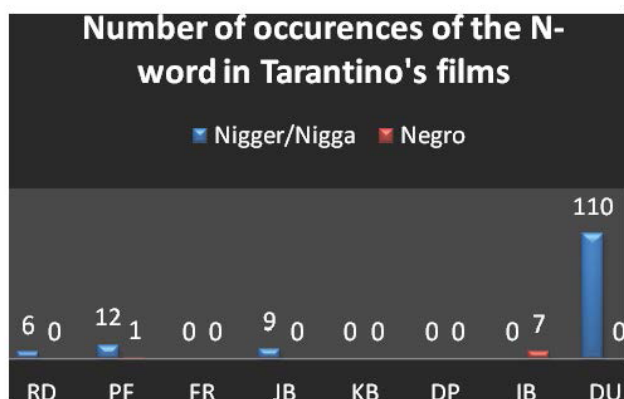 Number of occurences of the N-
word in Tarantino's films
Nigger/Nigga Negro
110
6 0 12 1 0 0 9 0 0 0 0 0 0 7 0
RD PF FR JB KB DP IB DU